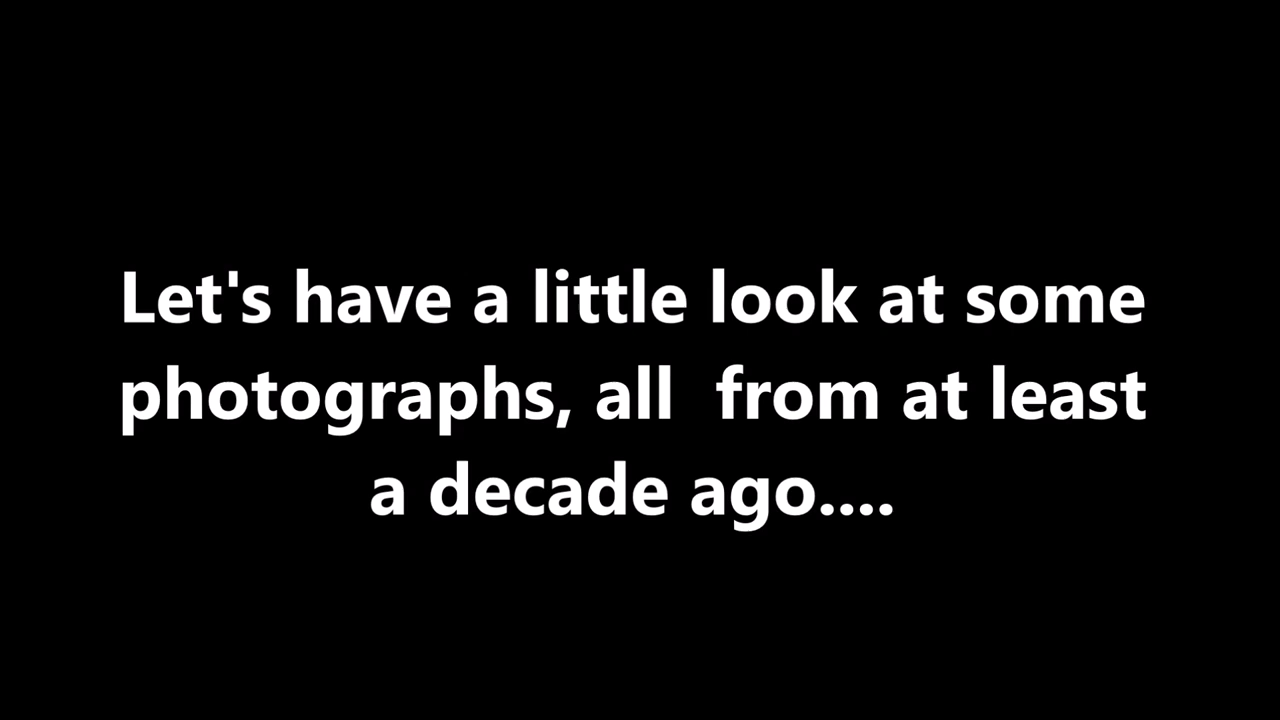 Let's have a little look at some
photographs, all  from at least
a decade ago....